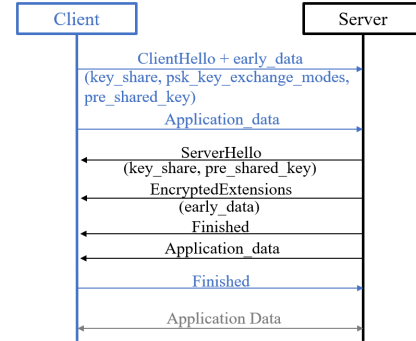 Client
Server
ClientHello + early_data
(key_share, psk_key_exchange_modes,
pre_shared_key)
Application_data
ServerHello
(key_share, pre_shared_key)
EncryptedExtensions
(early_data)
Finished
Application_data
Finished
Application Data